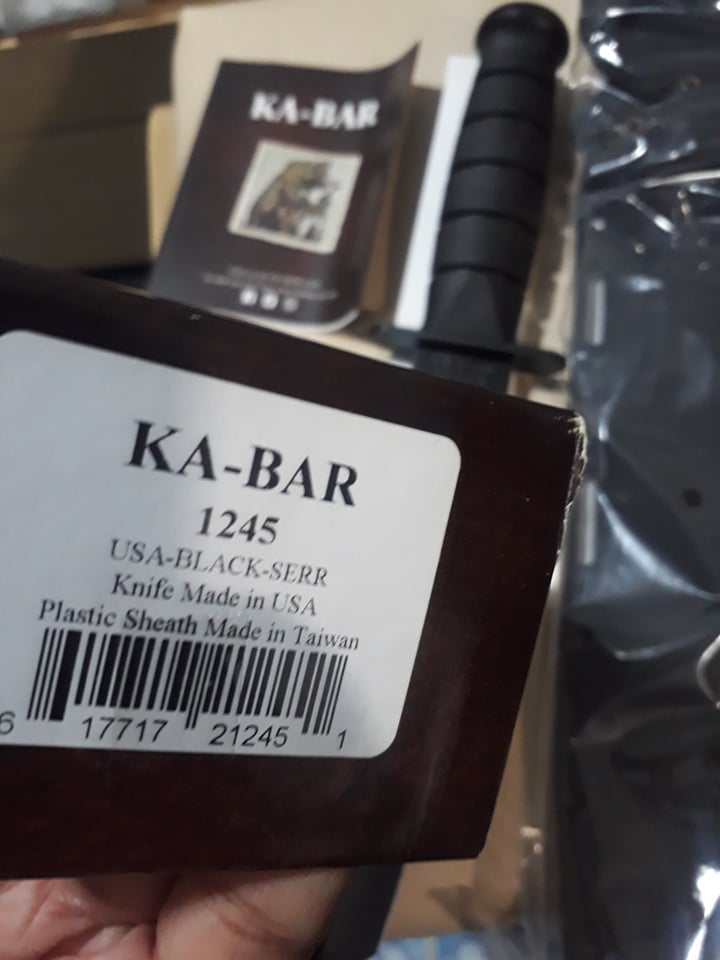 KA-BAR
KA-BAR
1245
USA-BLACK-SERR
Knife Made in USA
Plastic Sheath Made in Taiwan
6 17717 21245 1